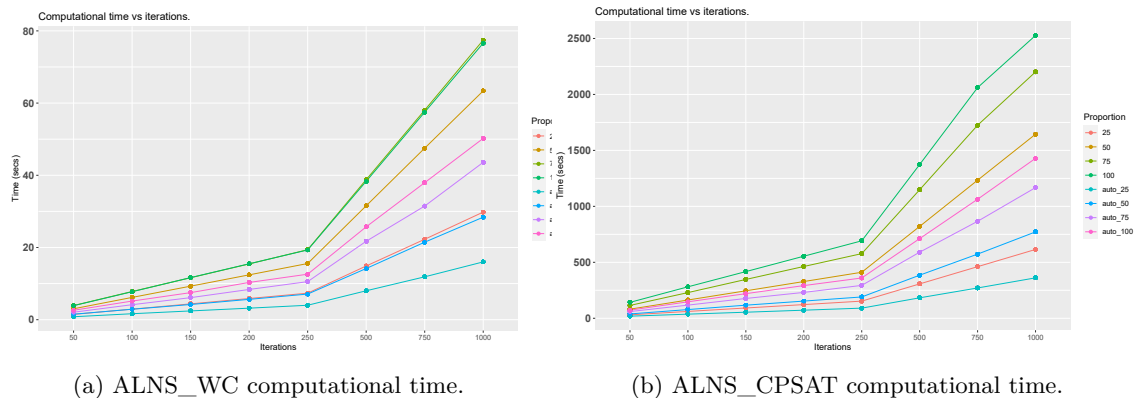 Computational time vs iterations.
80
60
40
20
0
Time (secs)
50 100 150 200 250 500 750 1000
Iterations
(a) ALNS_WC computational time.
Computational time vs iterations.
2500
2000
1500
1000
500
0
Time (secs)
50 100 150 200 250 500 750 1000
Iterations
Proportion
25
50
75
100
auto_25
auto_50
auto_75
auto_100
(b) ALNS_CPSAT computational time.